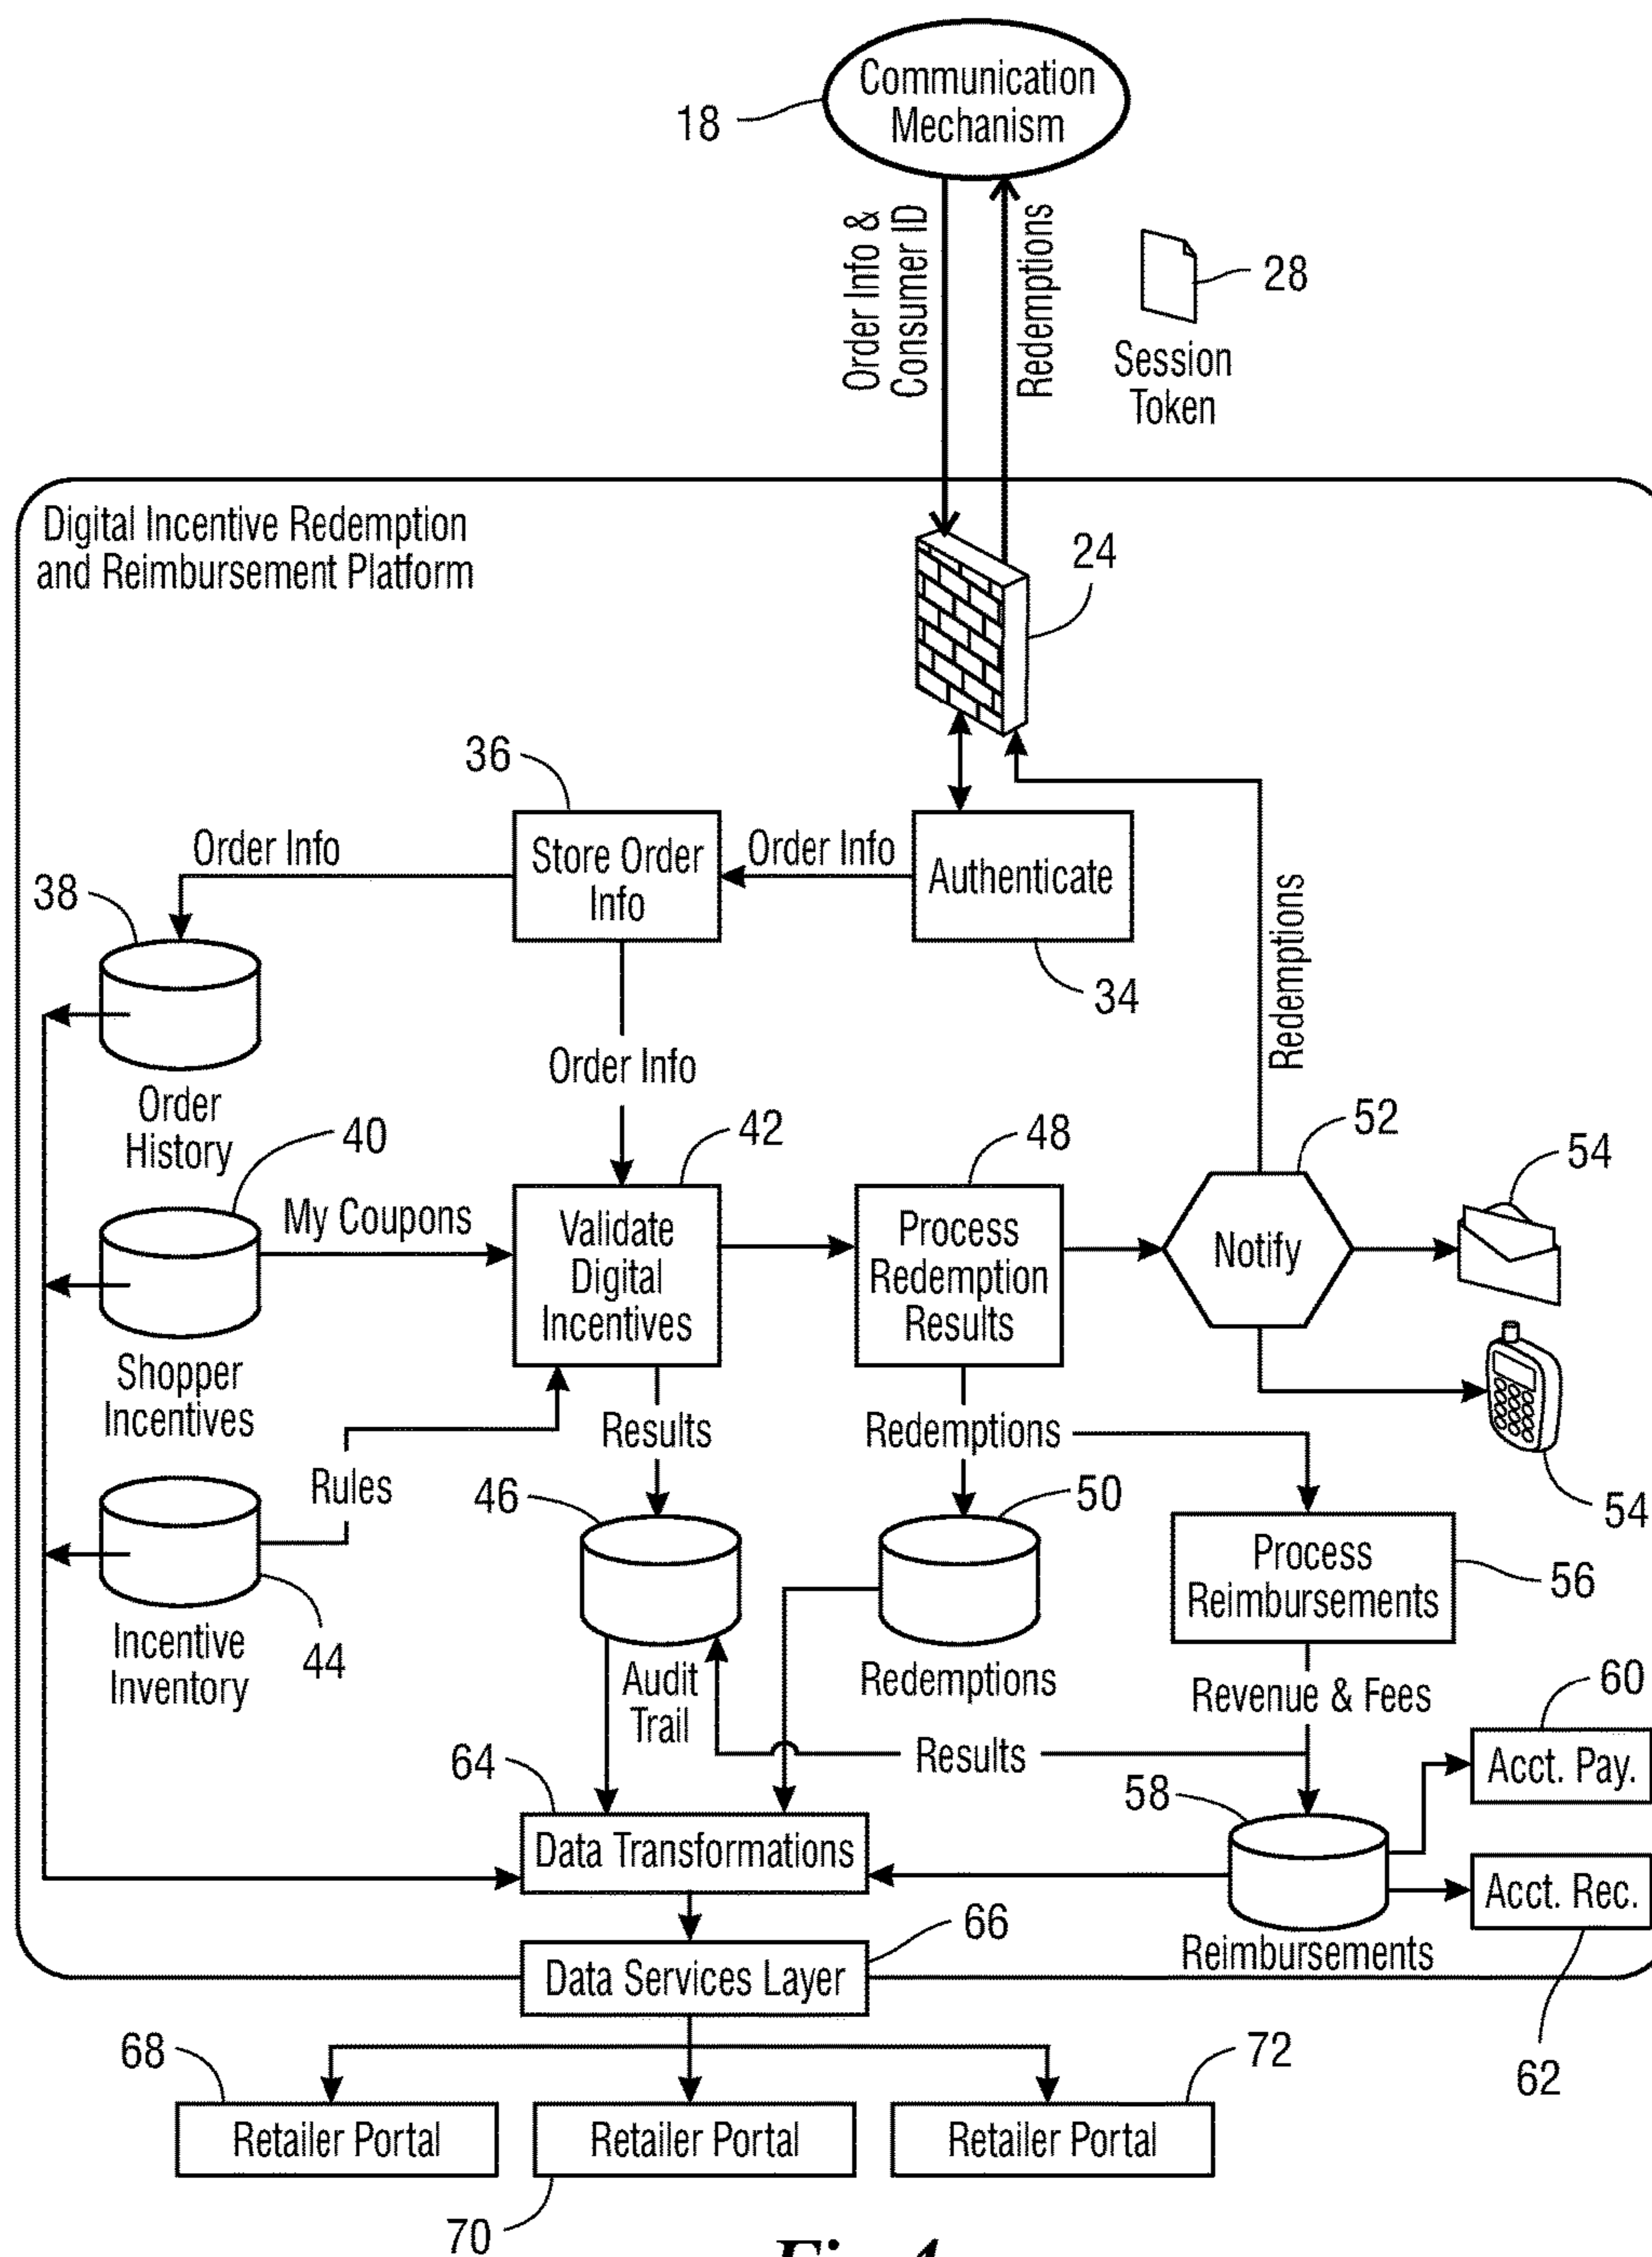 Communication
Mechanism
18
Order Info &
Consumer ID
Redemptions
28
Session
Token
Digital Incentive Redemption
and Reimbursement Platform
24
36
Order Info
Store Order
Info
Order Info
Authenticate
38
34
Redemptions
Order
History
Order Info
40
42
48
52
54
My Coupons
Validate
Digital
Incentives
Process
Redemption
Results
Notify
Shopper
Incentives
Results
Redemptions
Rules
46
50
54
Process
Reimbursements
56
Incentive
Inventory
44
Audit
Trail
Redemptions
Revenue & Fees
60
Results
Acct. Pay.
64
58
Data Transformations
Acct. Rec.
66
Reimbursements
Data Services Layer
68
72
62
Retailer Portal
Retailer Portal
Retailer Portal
70